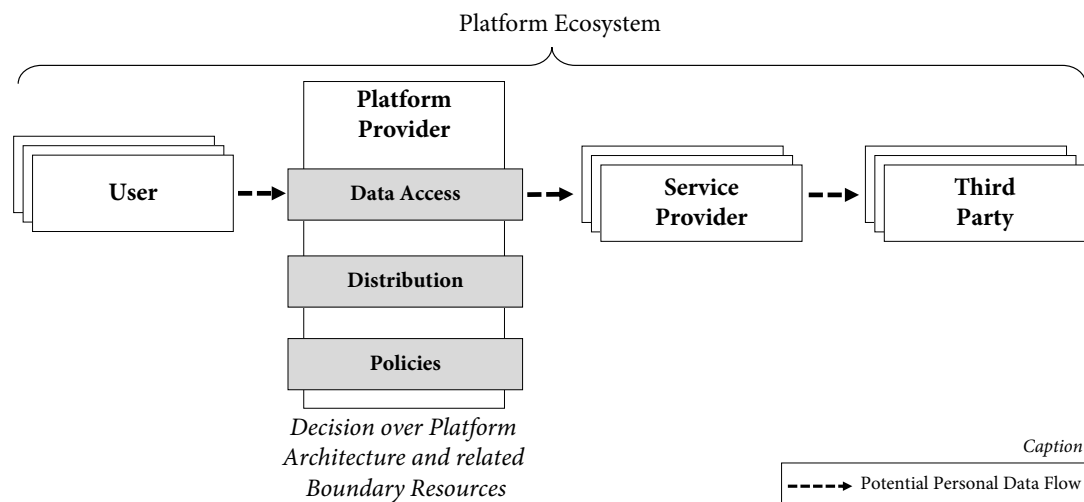 Platform Ecosystem
Platform
Provider
User
Data Access
Service
Provider
Third
Party
Distribution
Policies
Decision over Platform
Architecture and related
Boundary Resources
Caption
Potential Personal Data Flow